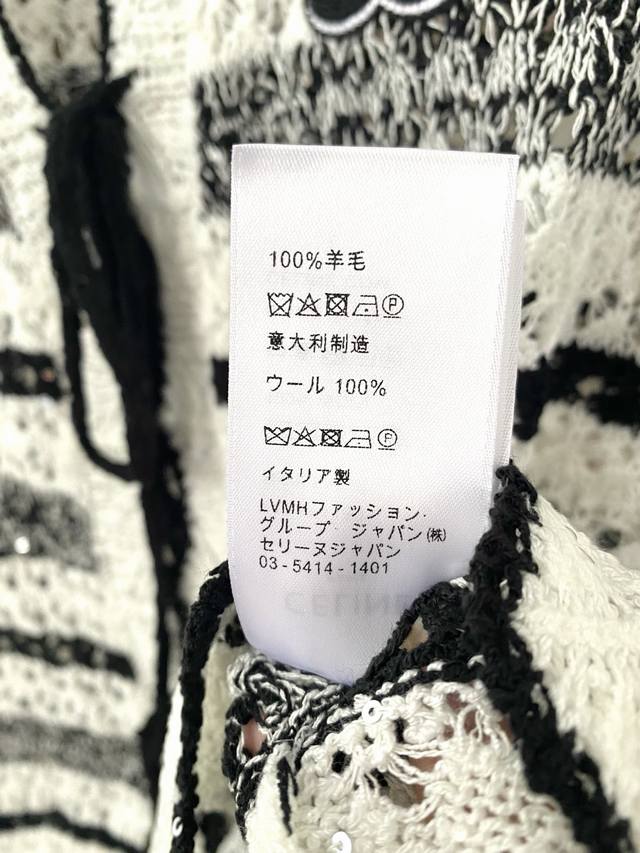 100%羊毛
意大利制造
ウール 100%
イタリア製
LVMHファッション・
グループ ジャパン㈱
セリーヌジャパン
03-5414-1401
CELINE